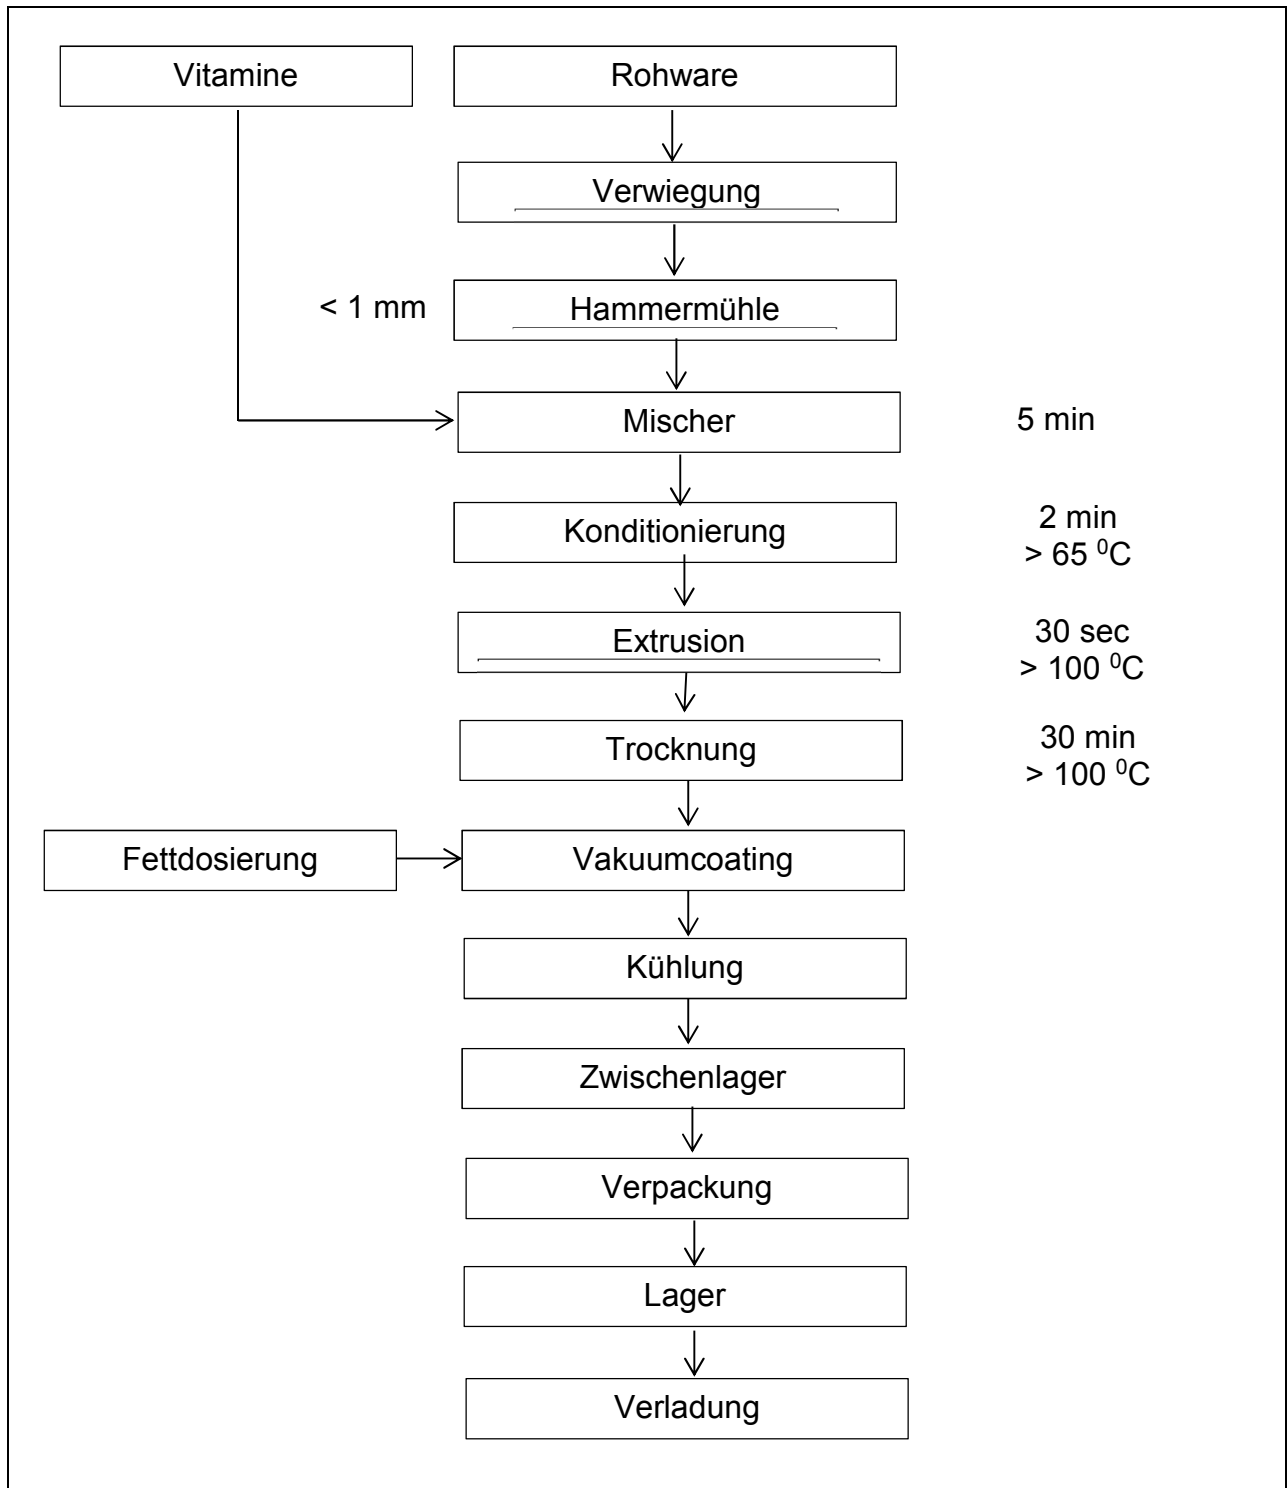 Vitamine
Rohware
Verwiegung
< 1 mm
Hammermühle
Mischer
5 min
Konditionierung
2 min
> 65 ⁰C
Extrusion
30 sec
> 100 ⁰C
Trocknung
30 min
> 100 ⁰C
Fettdosierung
Vakuumcoating
Kühlung
Zwischenlager
Verpackung
Lager
Verladung